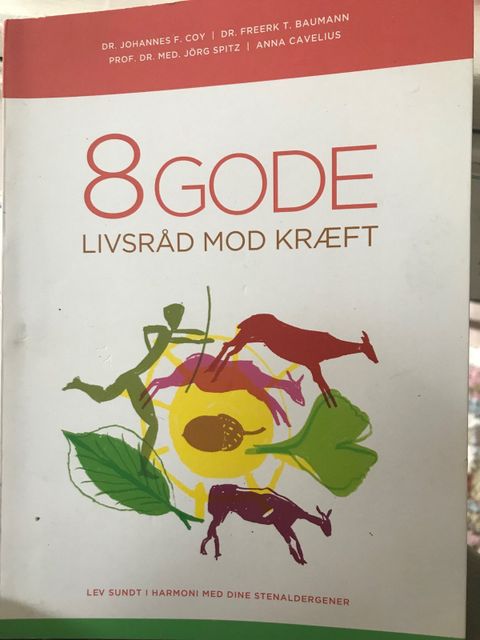 DR. JOHANNES F. COY | DR. FREERK T. BAUMANN
PROF. DR. MED. JÖRG SPITZ | ANNA CAVELIUS
8 GODE
LIVSRÅD MOD KRÆFT
LEV SUNDT I HARMONI MED DINE STENALDERGENER